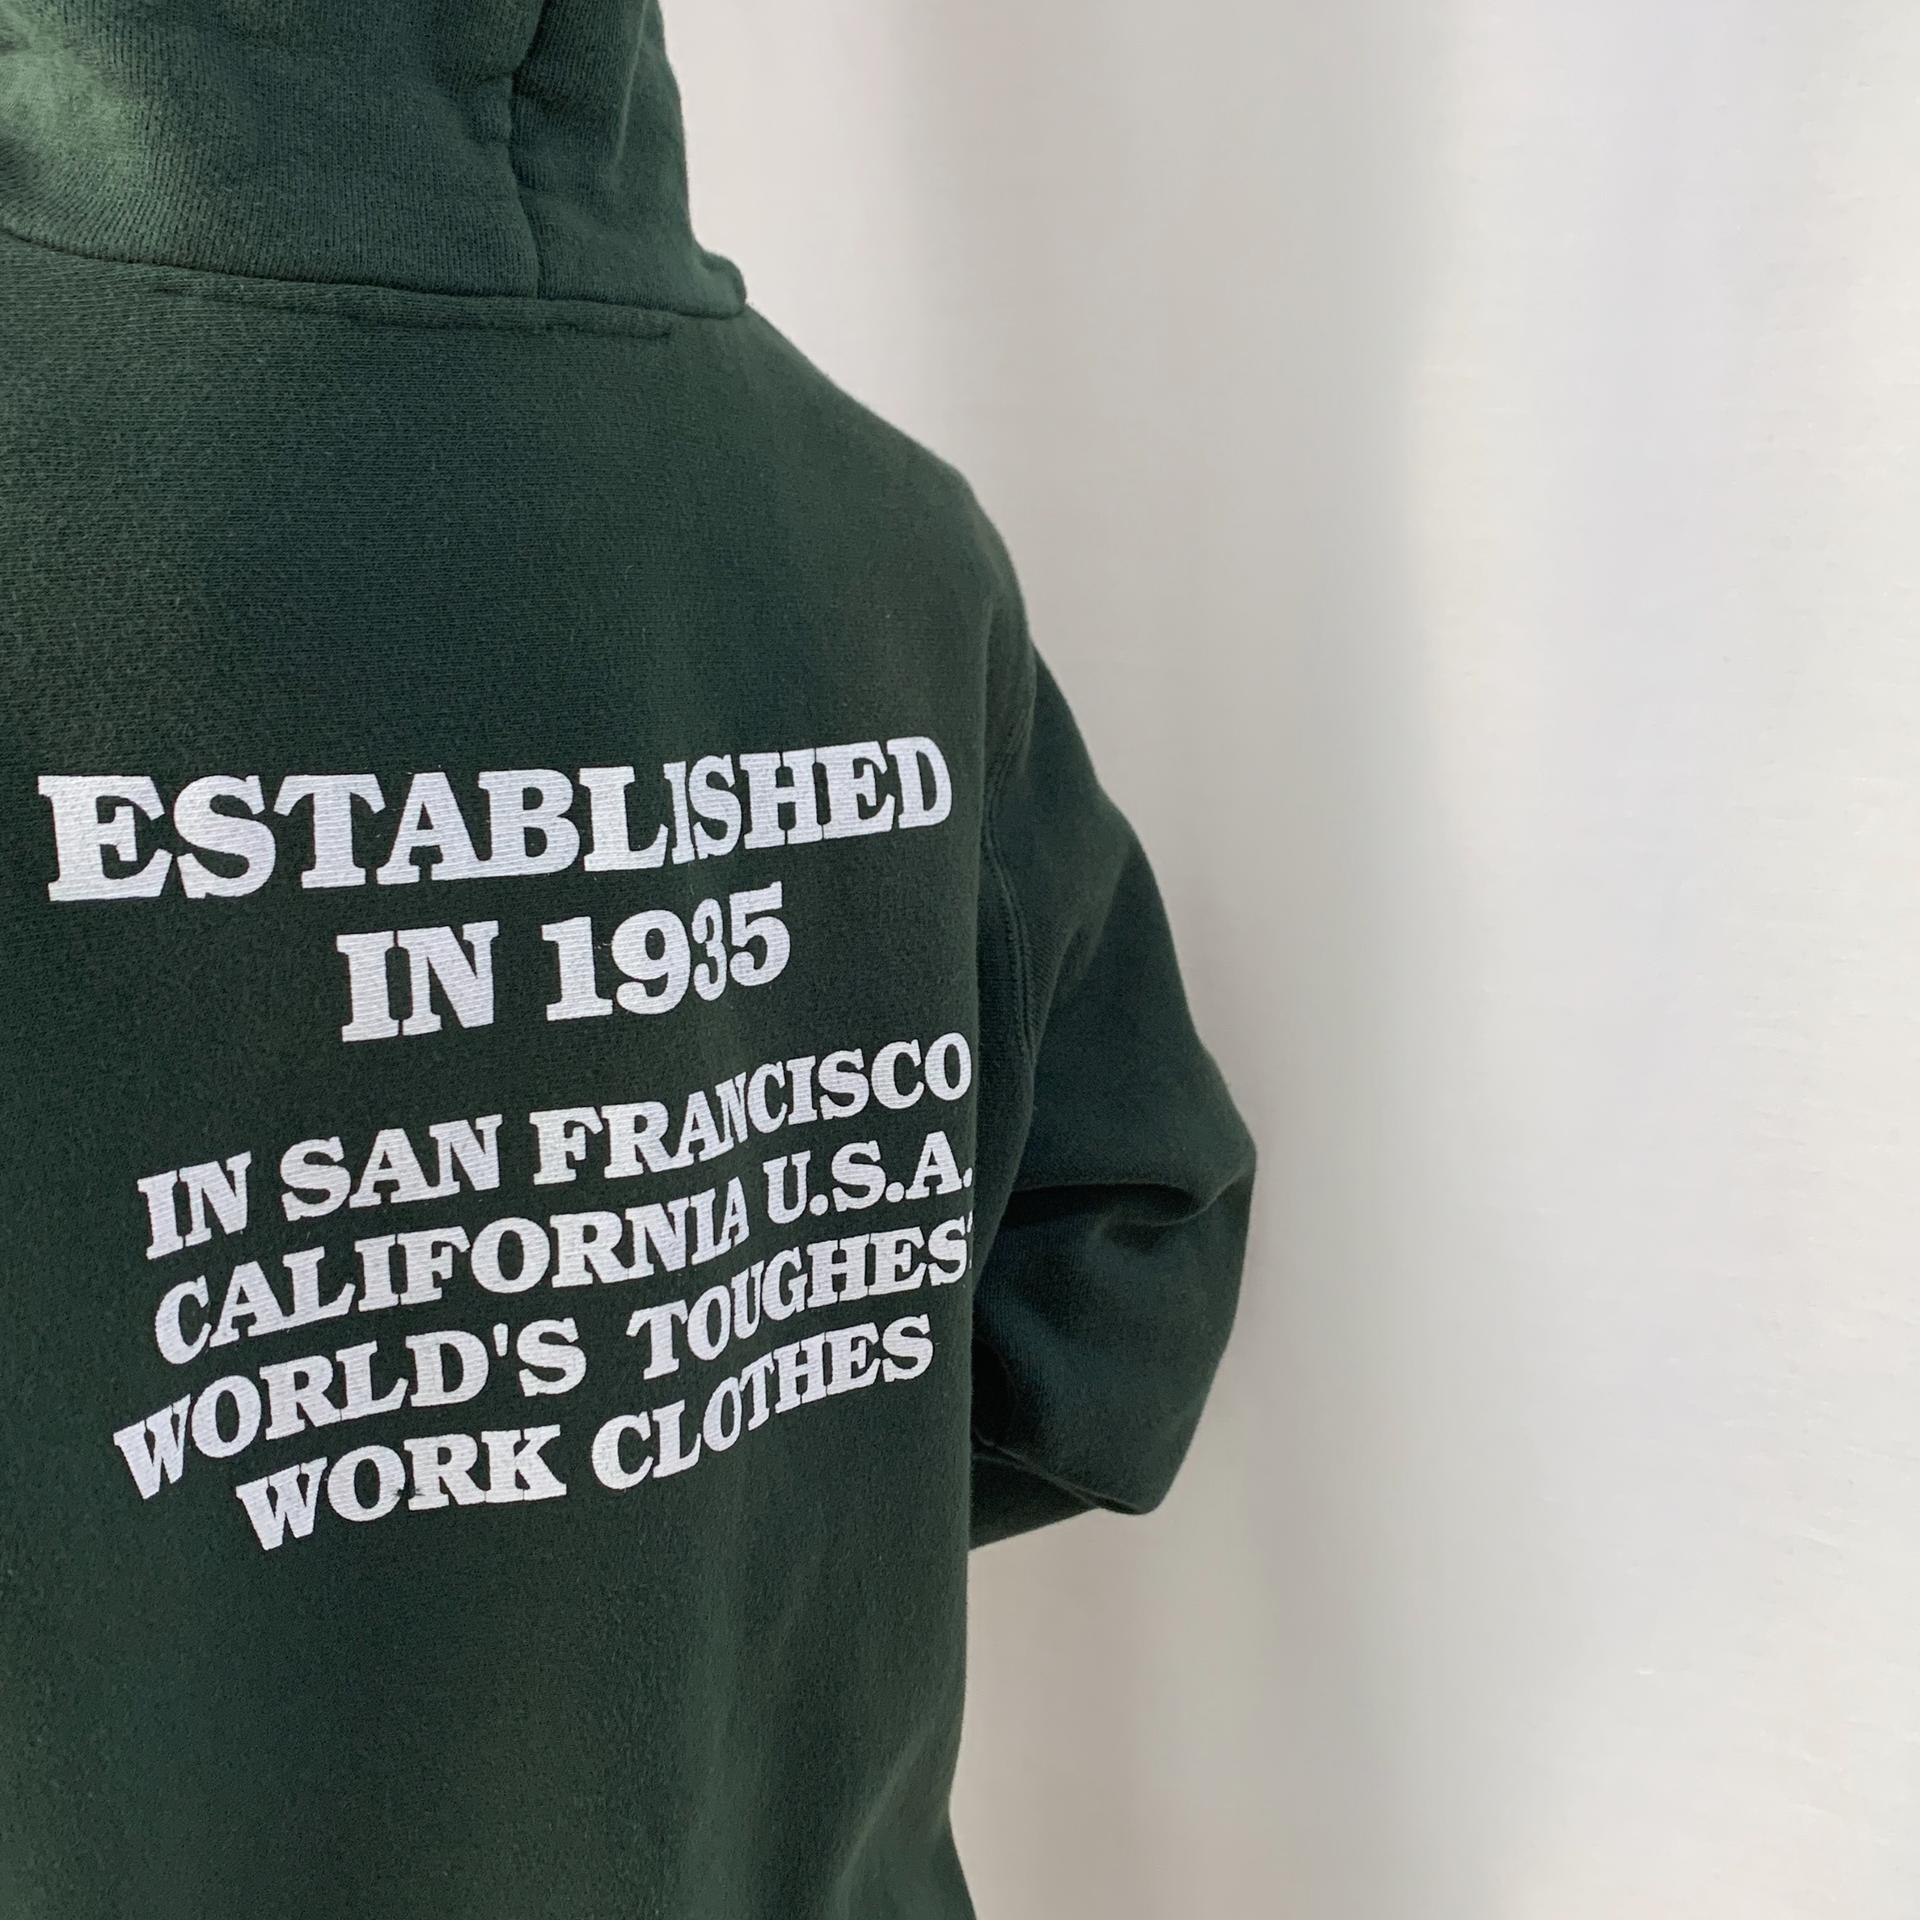 ESTABLISHED
IN 1935
IN SAN FRANCISCO
CALIFORNIA U.S.A.
WORLD'S TOUGHEST
WORK CLOTHES